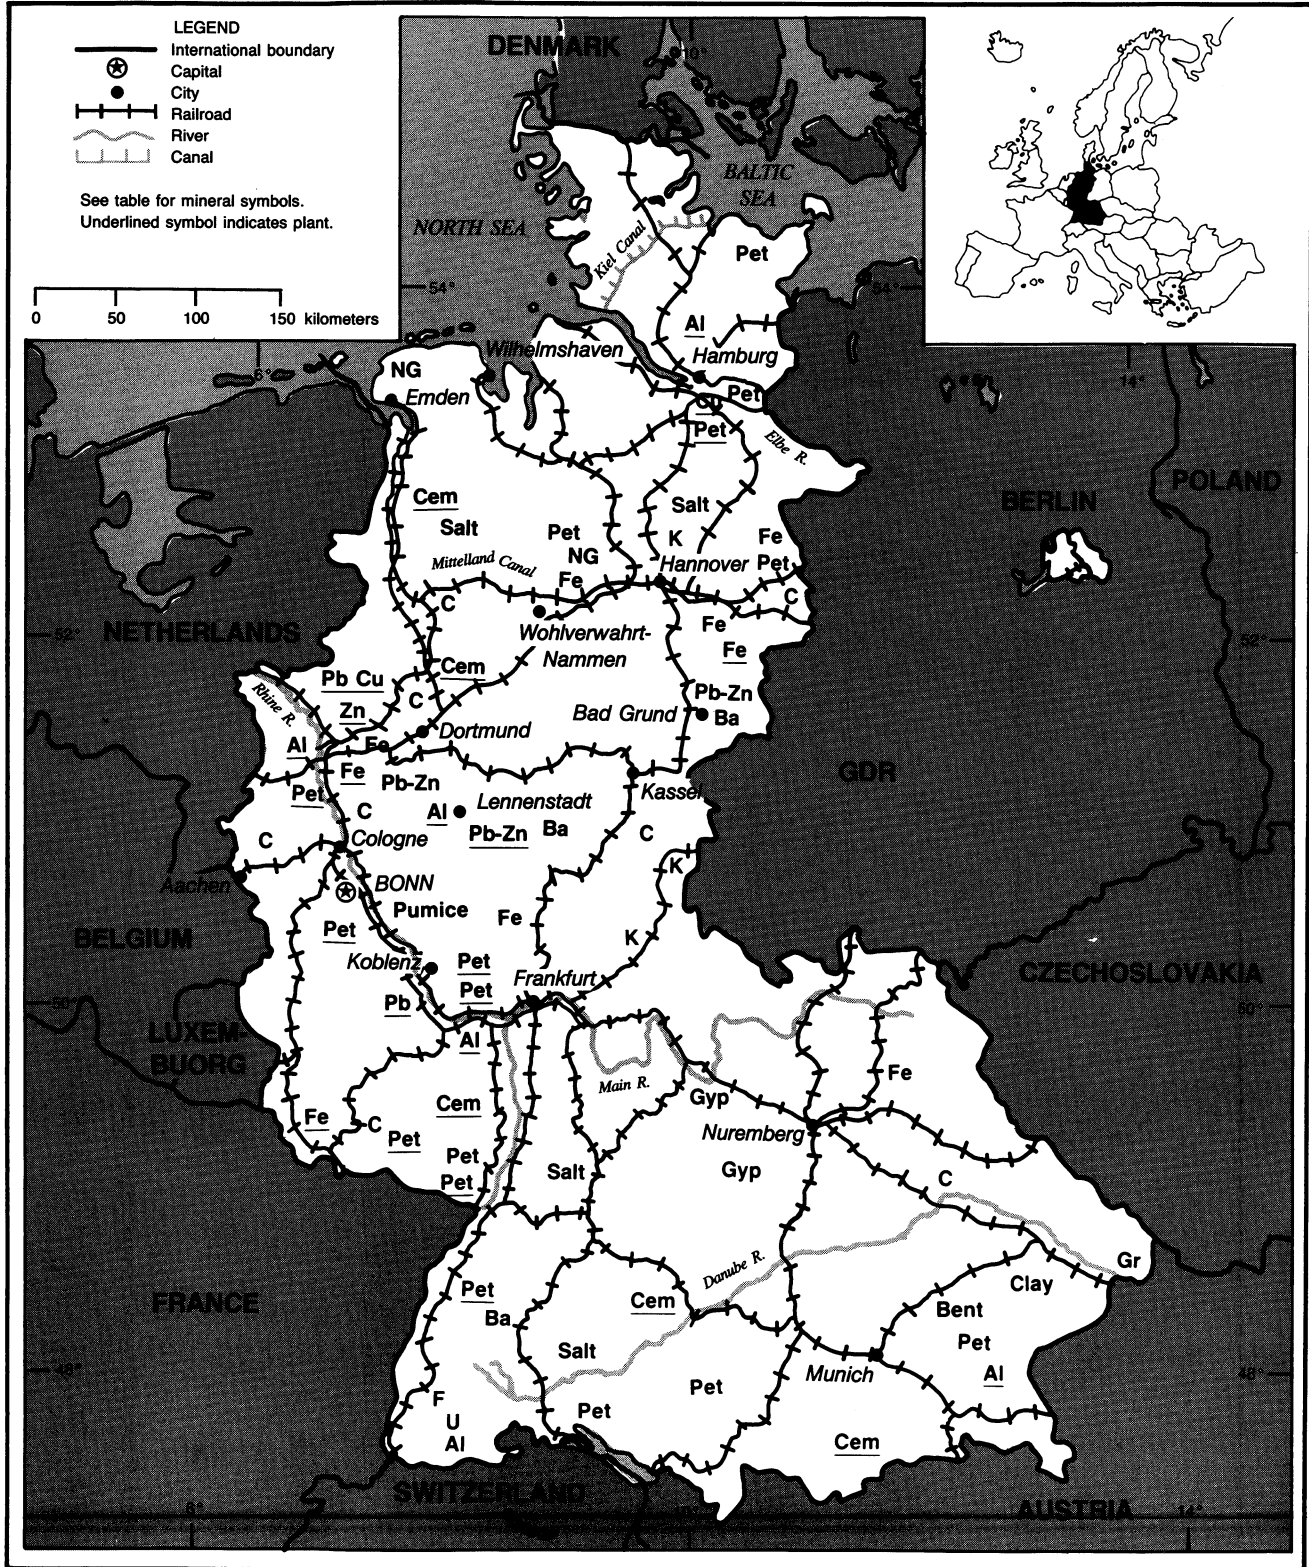 LEGEND
International boundary
Capital
City
Railroad
River
Canal
See table for mineral symbols.
Underlined symbol indicates plant.
0 50 100 150 kilometers
DENMARK
10°
BALTIC
SEA
NORTH SEA
Kiel Canal
Pet
54°
54°
Al
Wilhelmshaven
Hamburg
6°
14°
NG
Emden
Pet
Cu
Pet
Elbe R.
POLAND
BERLIN
Cem
Salt
Salt
Pet
K
Fe
NG
Mittelland Canal
Hannover
Pet
Fe
C
C
Fe
NETHERLANDS
52°
52°
Wohlverwahrt-
Nammen
Fe
Cem
Pb Cu
Rhine R.
C
Pb-Zn
Zn
Bad Grund
Ba
Dortmund
Al
Fe
Fe
Pb-Zn
GDR
Pet
Kassel
C
Al
Lennenstadt
Pb-Zn
Ba
C
C
Cologne
K
Aachen
BONN
Pumice
Fe
Pet
K
BELGIUM
Koblenz
Pet
Pet
Frankfurt
CZECHOSLOVAKIA
50°
50°
Pb
LUXEM-
BUORG
Al
Main R.
Fe
Gyp
Cem
Fe
C
Pet
Nuremberg
Pet
Salt
Gyp
Pet
C
Danube R.
Gr
Pet
Clay
FRANCE
Cem
Ba
Bent
Pet
Salt
Munich
Al
48°
48°
Pet
F
Pet
U
Al
Cem
SWITZERLAND
AUSTRIA
8°
10°
14°